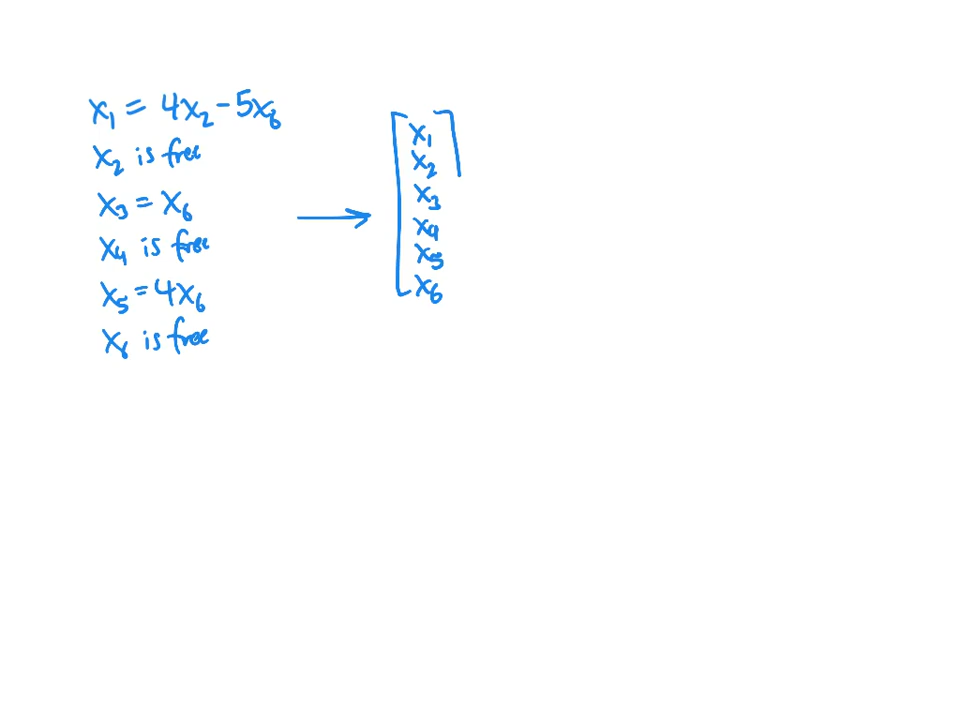 x₁ = 4x₂ - 5x₆
x₂ is free
x₃ = x₆
x₄ is free
x₅ = 4x₆
x₆ is free
→
[x₁
x₂
x₃
x₄
x₅
x₆